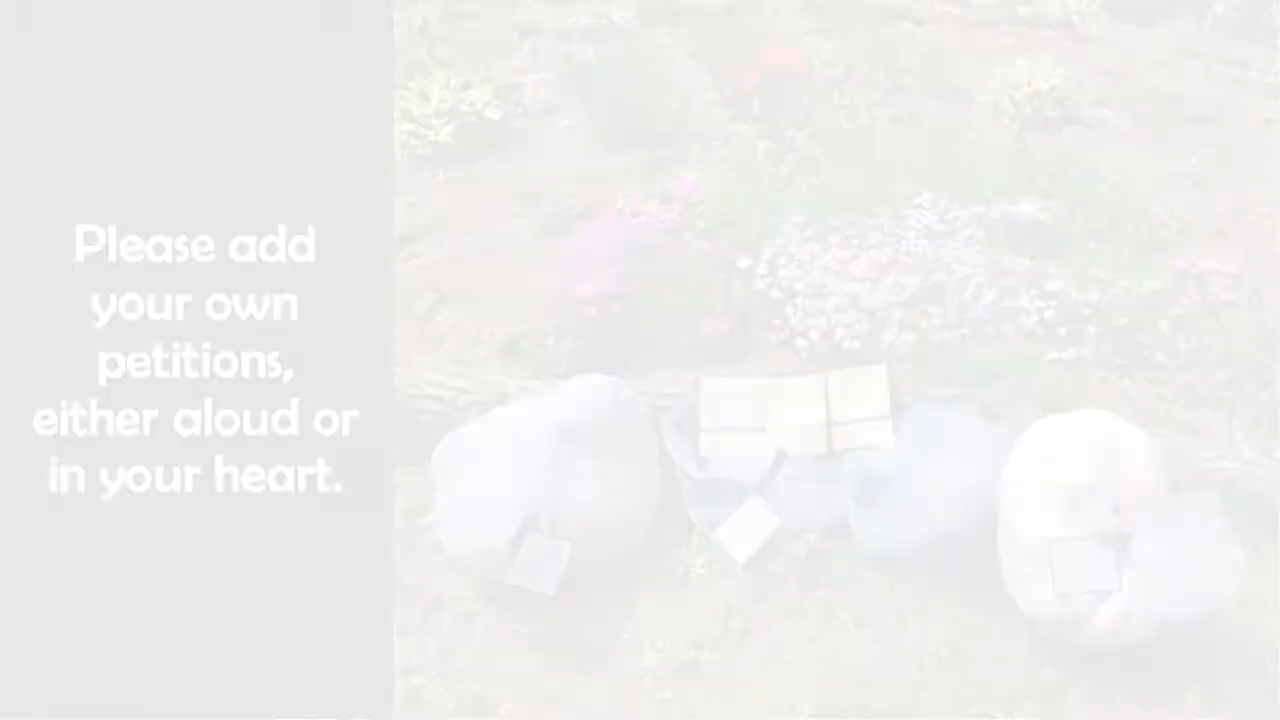 Please add
your own
petitions,
either aloud or
in your heart.